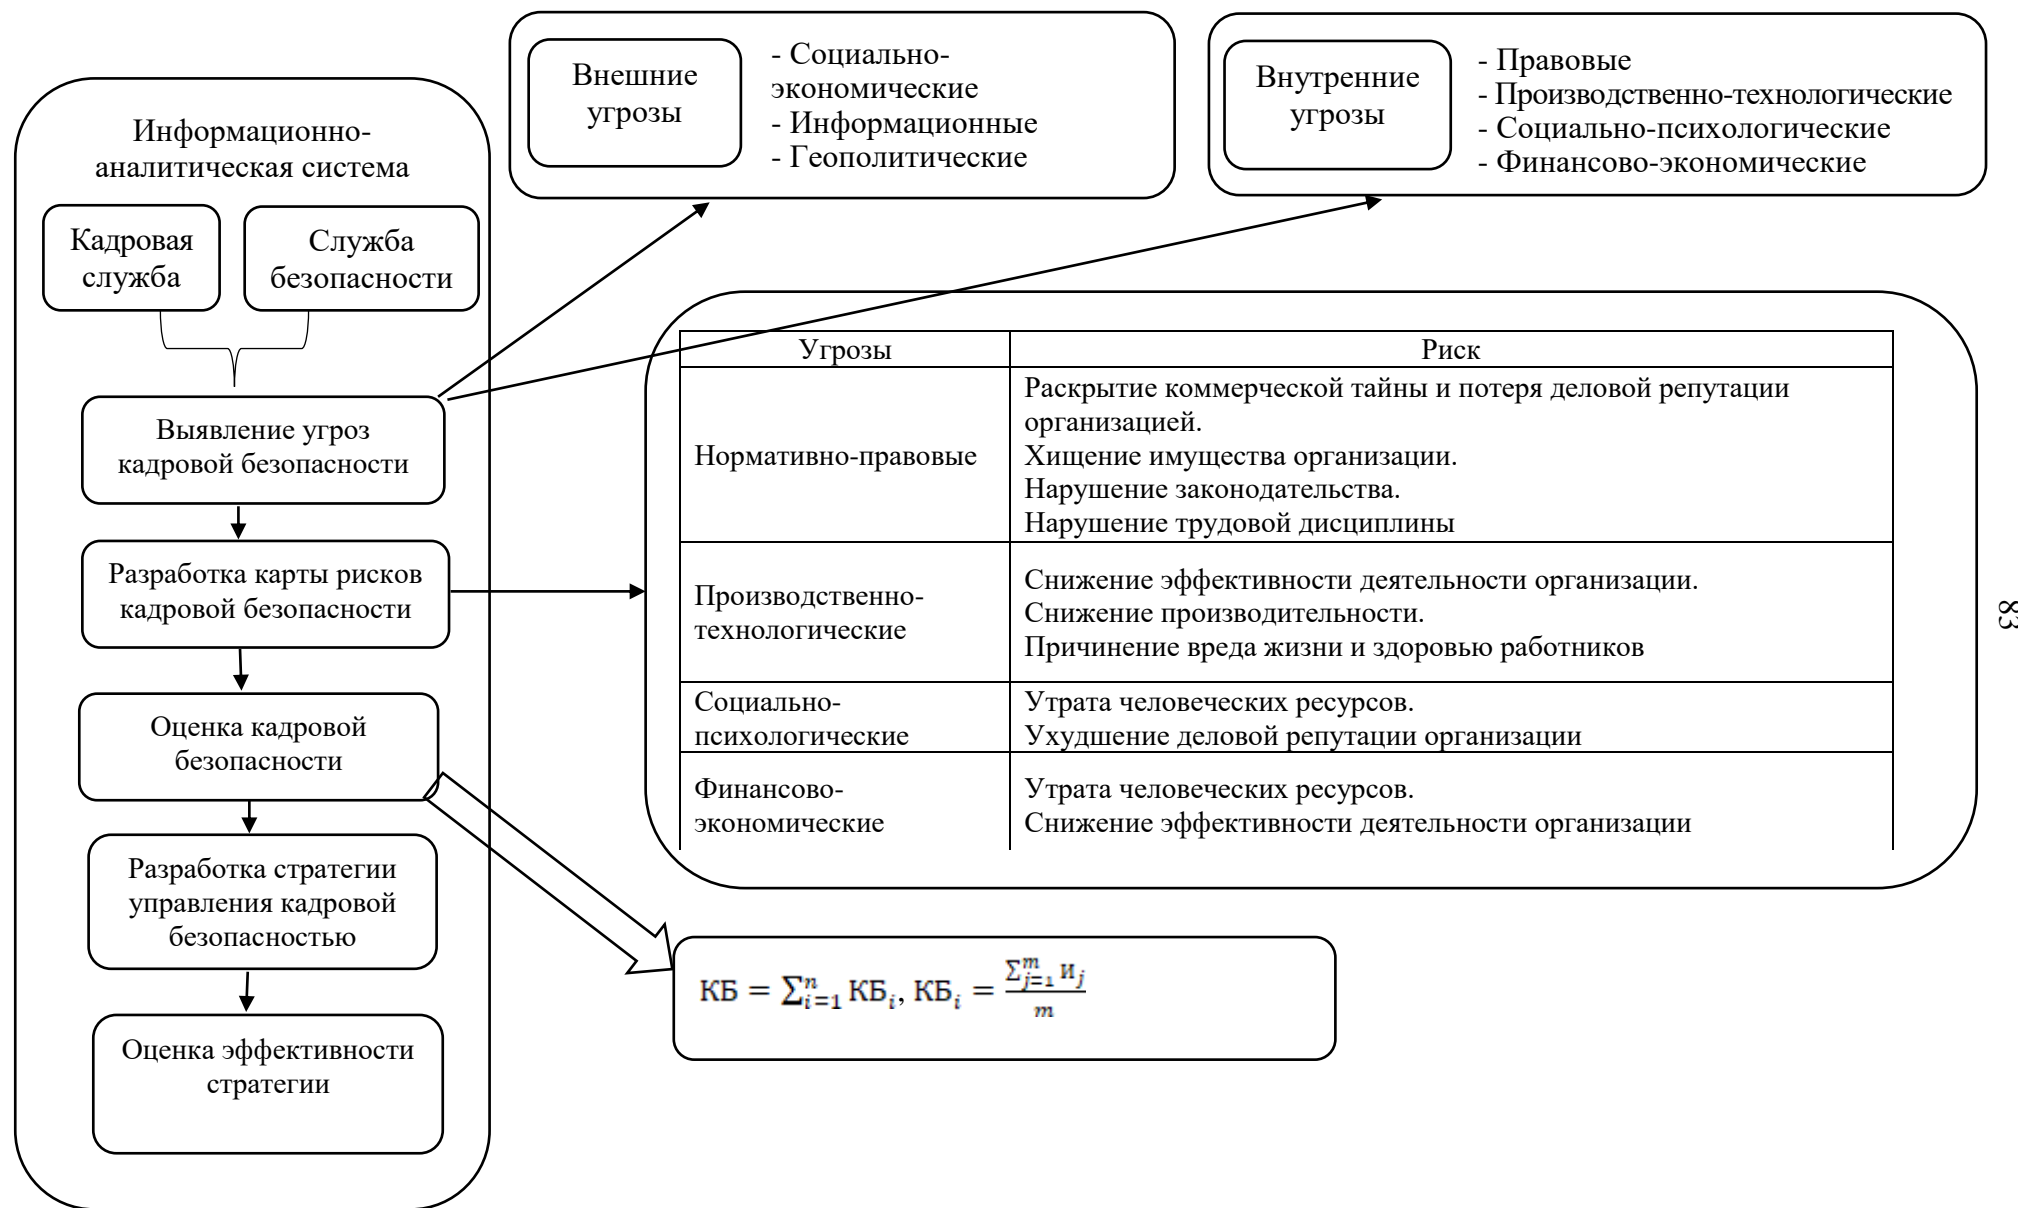 Информационно-
аналитическая система
Кадровая
служба
Служба
безопасности
Выявление угроз
кадровой безопасности
Разработка карты рисков
кадровой безопасности
Оценка кадровой
безопасности
Разработка стратегии
управления кадровой
безопасностью
Оценка эффективности
стратегии
Внешние
угрозы
- Социально-
экономические
- Информационные
- Геополитические
Внутренние
угрозы
- Правовые
- Производственно-технологические
- Социально-психологические
- Финансово-экономические
Угрозы
Риск
Нормативно-правовые
Раскрытие коммерческой тайны и потеря деловой репутации
организацией.
Хищение имущества организации.
Нарушение законодательства.
Нарушение трудовой дисциплины
Производственно-
технологические
Снижение эффективности деятельности организации.
Снижение производительности.
Причинение вреда жизни и здоровью работников
Социально-
психологические
Утрата человеческих ресурсов.
Ухудшение деловой репутации организации
Финансово-
экономические
Утрата человеческих ресурсов.
Снижение эффективности деятельности организации
КБ = ∑ⁿᵢ₌₁ КБᵢ, КБᵢ = (∑ᵐⱼ₌₁ Иⱼ)/m
83